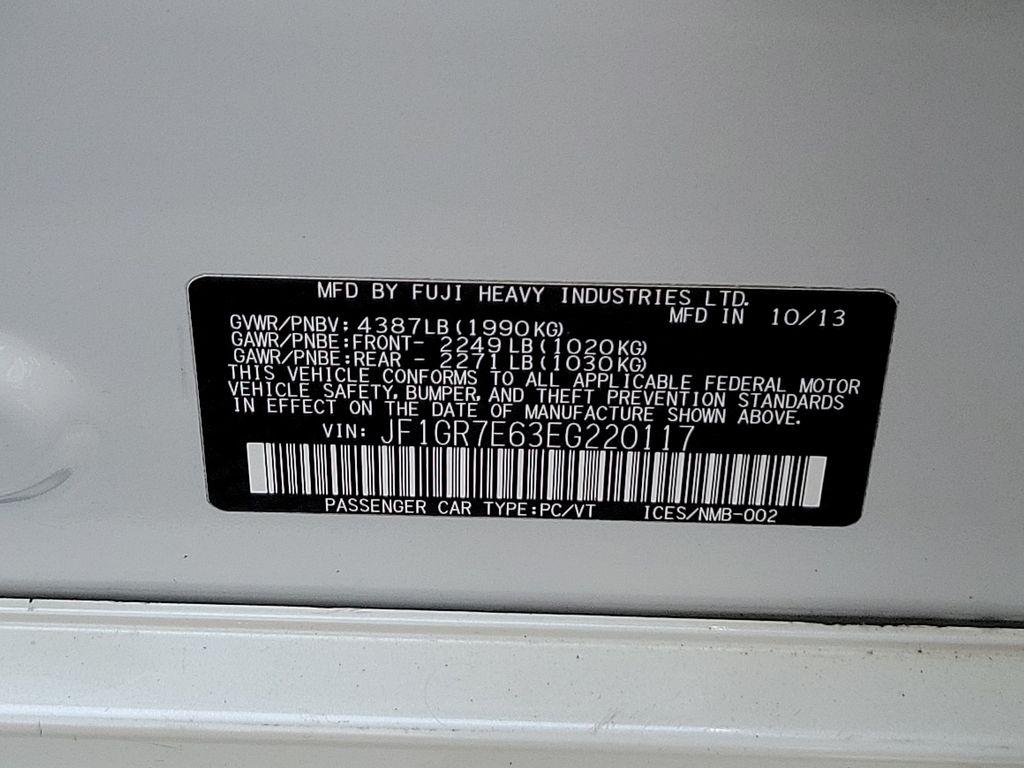 MFD BY FUJI HEAVY INDUSTRIES LTD.
MFD IN 10/13
GVWR/PNBV: 4387LB(1990KG)
GAWR/PNBE:FRONT- 2249LB(1020KG)
GAWR/PNBE:REAR - 2271LB(1030KG)
THIS VEHICLE CONFORMS TO ALL APPLICABLE FEDERAL MOTOR
VEHICLE SAFETY, BUMPER, AND THEFT PREVENTION STANDARDS
IN EFFECT ON THE DATE OF MANUFACTURE SHOWN ABOVE.
VIN: JF1GR7E63EG220117
PASSENGER CAR TYPE:PC/VT ICES/NMB-002